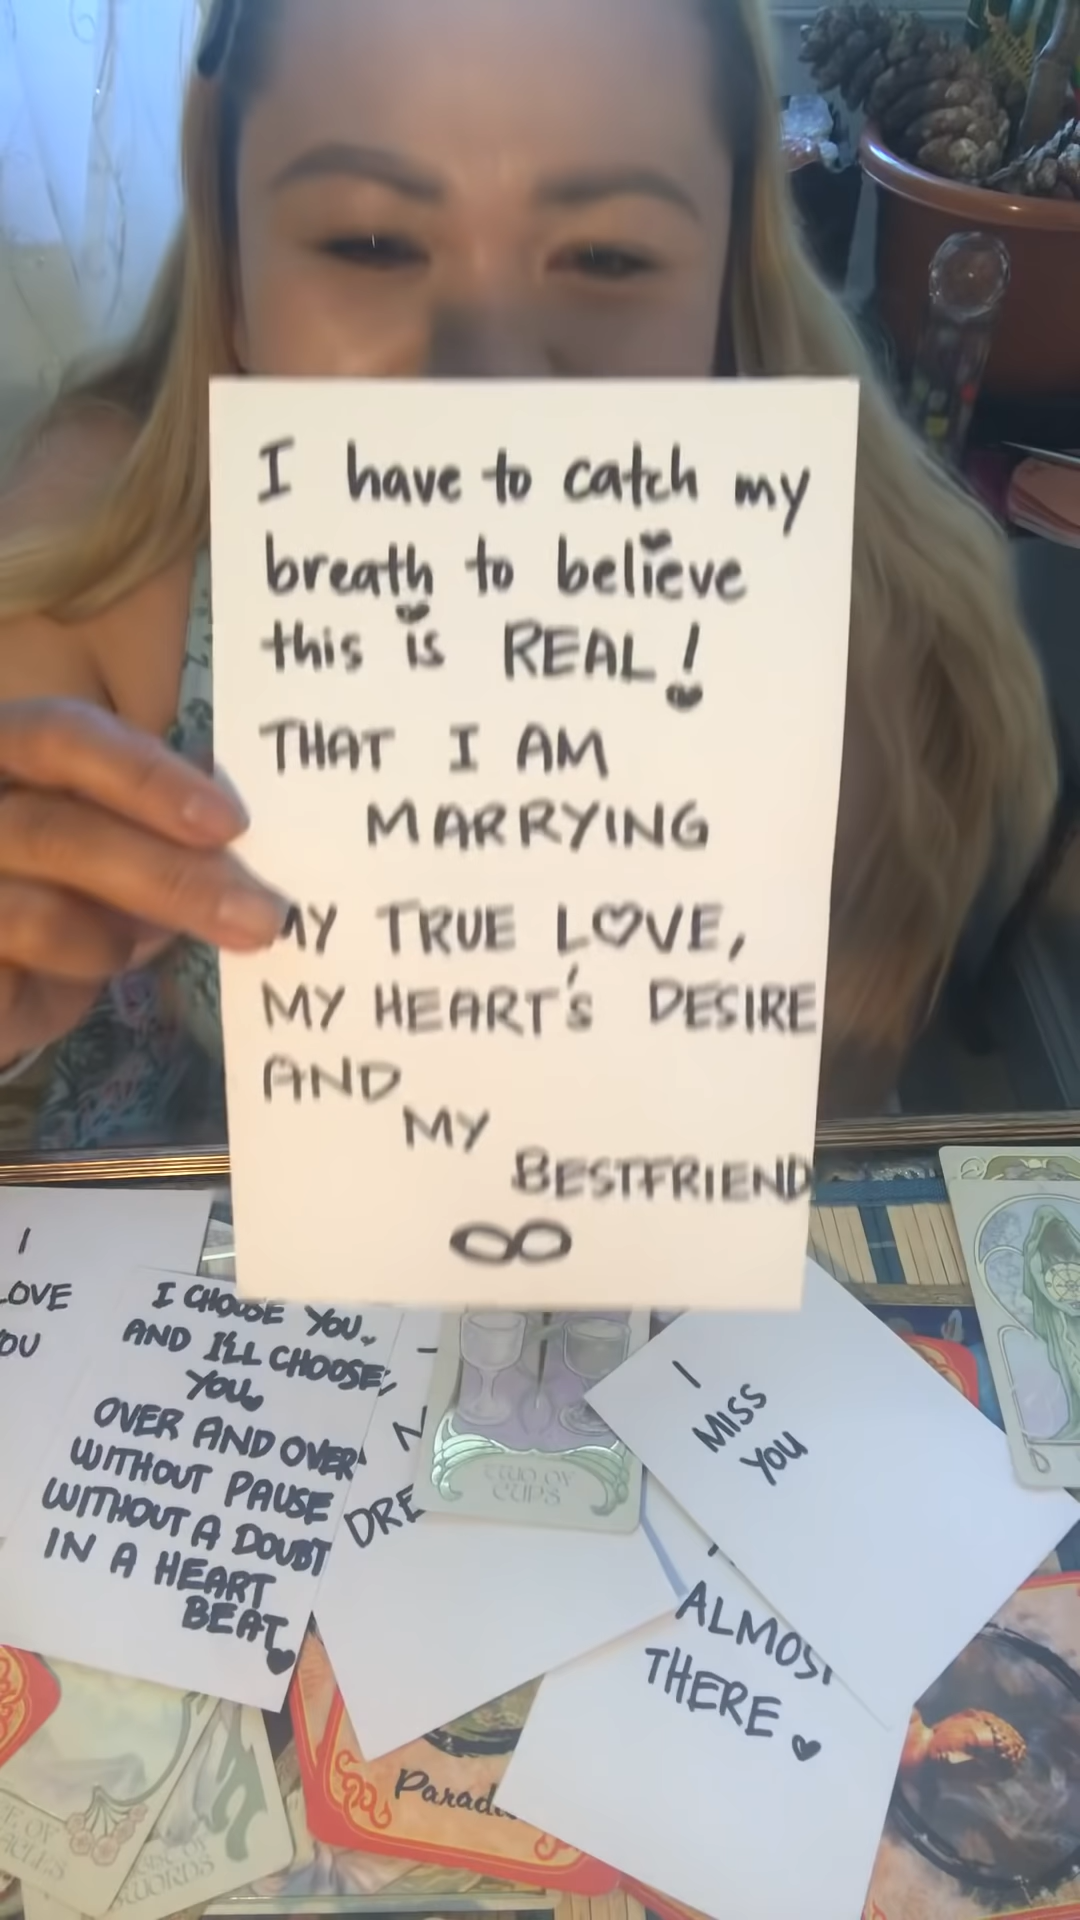 I have to catch my
breath to believe
this is REAL!
THAT I AM
MARRYING
MY TRUE LOVE,
MY HEART'S DESIRE
AND
MY
BESTFRIEND
∞
I
LOVE
YOU
I CHOOSE YOU
AND I'LL CHOOSE
YOU
OVER AND OVER
WITHOUT PAUSE
WITHOUT A DOUBT
IN A HEART
BEAT
TWO OF
CUPS
I
MISS
YOU
ALMOST
THERE
OF
SWORDS